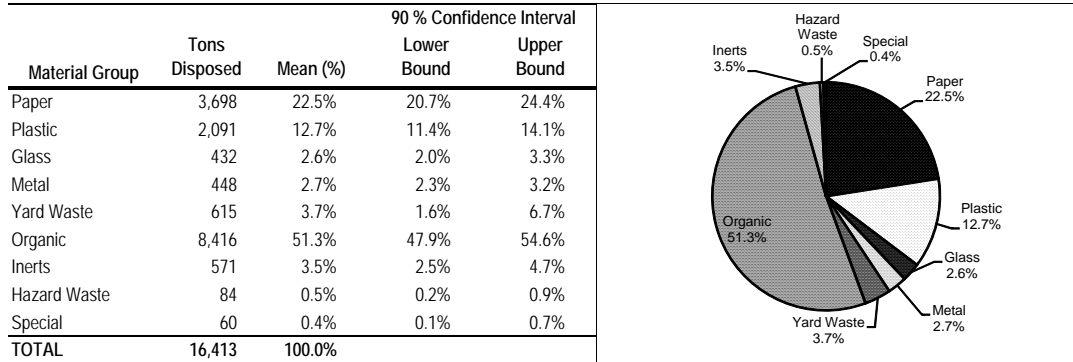 90 % Confidence Interval
Tons Lower Upper
Material Group Disposed Mean (%) Bound Bound
Paper 3,698 22.5% 20.7% 24.4%
Plastic 2,091 12.7% 11.4% 14.1%
Glass 432 2.6% 2.0% 3.3%
Metal 448 2.7% 2.3% 3.2%
Yard Waste 615 3.7% 1.6% 6.7%
Organic 8,416 51.3% 47.9% 54.6%
Inerts 571 3.5% 2.5% 4.7%
Hazard Waste 84 0.5% 0.2% 0.9%
Special 60 0.4% 0.1% 0.7%
TOTAL 16,413 100.0%
Hazard
Waste
0.5%
Special
0.4%
Inerts
3.5%
Paper
22.5%
Plastic
12.7%
Glass
2.6%
Metal
2.7%
Yard Waste
3.7%
Organic
51.3%